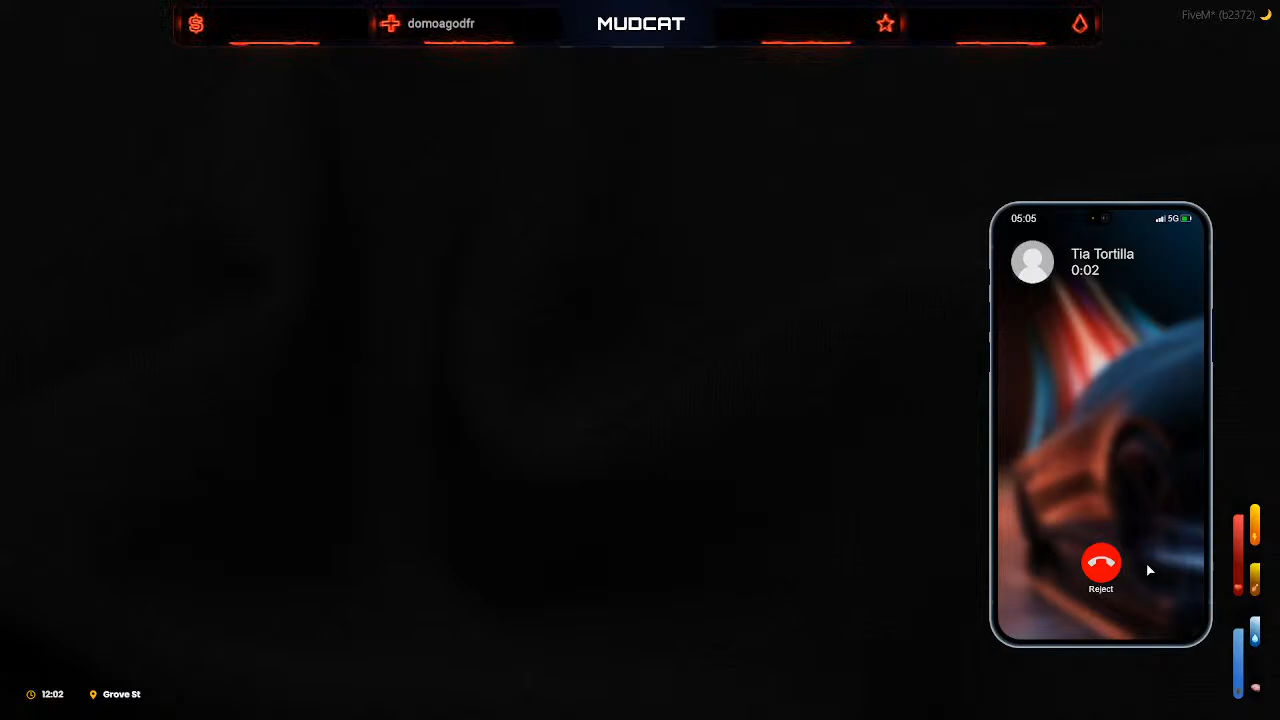 domoagodfr
MUDCAT
FiveM* (b2372)
05:05
5G
Tia Tortilla
0:02
Reject
12:02
Grove St